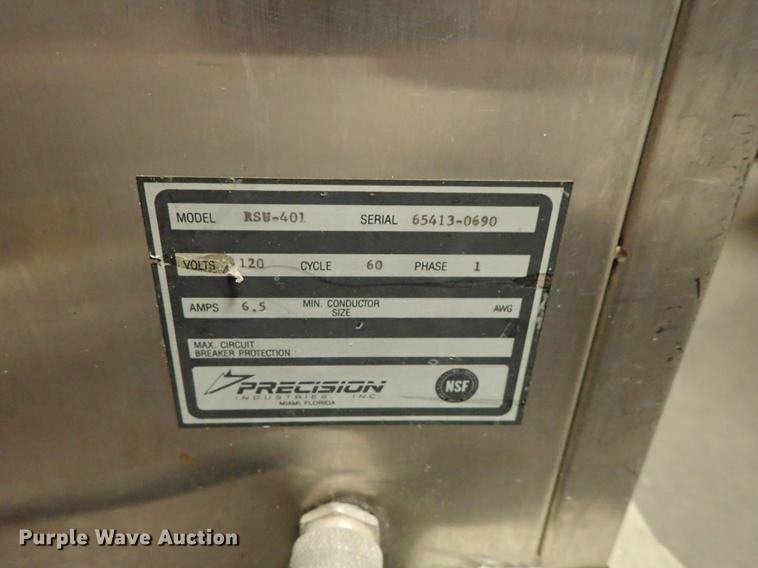 MODEL RSU-401 SERIAL 65413-0690
VOLTS 120 CYCLE 60 PHASE 1
AMPS 6.5 MIN. CONDUCTOR SIZE AWG
MAX. CIRCUIT
BREAKER PROTECTION
PRECISION
INDUSTRIES, INC.
MIAMI, FLORIDA
NSF
Purple Wave Auction